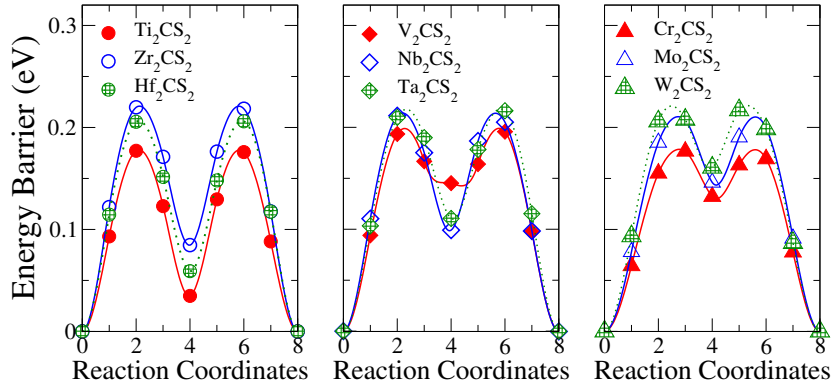 0.3
0.2
0.1
0
Energy Barrier (eV)
Ti₂CS₂
Zr₂CS₂
Hf₂CS₂
0 2 4 6 8
Reaction Coordinates
V₂CS₂
Nb₂CS₂
Ta₂CS₂
0 2 4 6 8
Reaction Coordinates
Cr₂CS₂
Mo₂CS₂
W₂CS₂
0 2 4 6 8
Reaction Coordinates